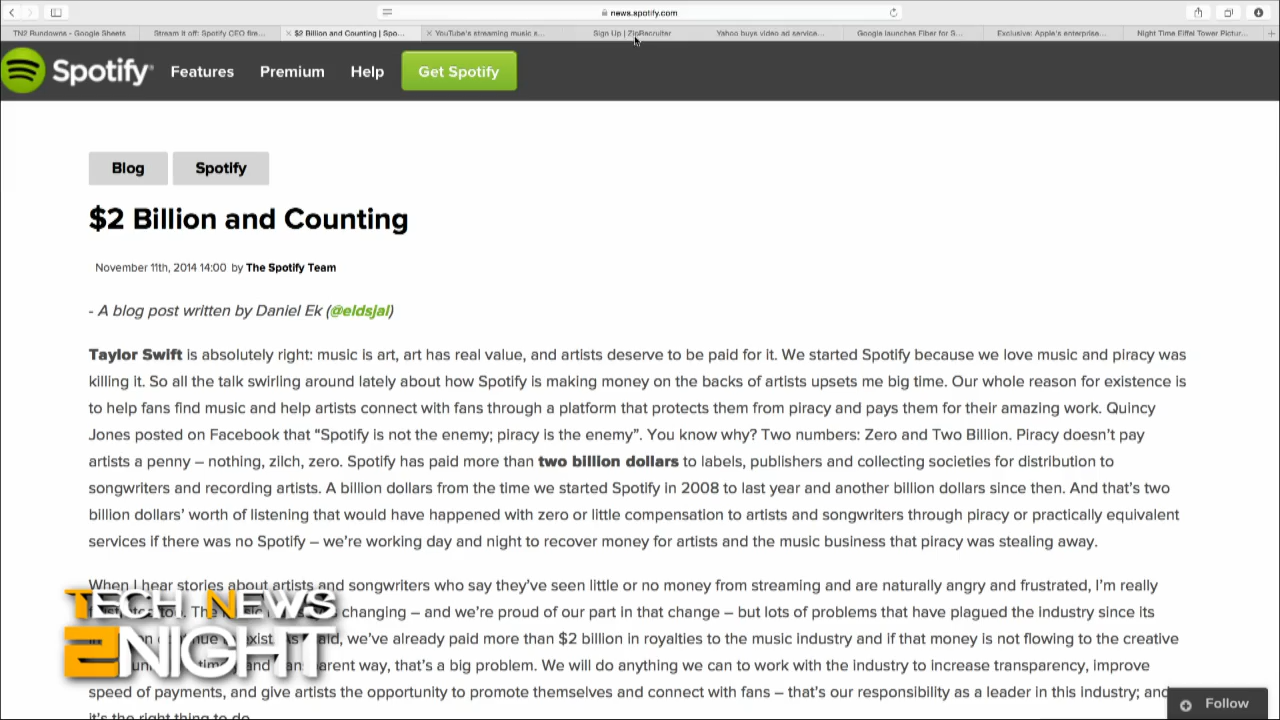 news.spotify.com
TN2 Rundowns - Google Sheets
Stream it off: Spotify CEO fire...
$2 Billion and Counting | Spo...
YouTube's streaming music s...
Sign Up | ZipRecruiter
Yahoo buys video ad service...
Google launches Fiber for S...
Exclusive: Apple's enterprise...
Night Time Eiffel Tower Pictur...
Spotify
Features
Premium
Help
Get Spotify
Blog
Spotify
$2 Billion and Counting
November 11th, 2014 14:00 by The Spotify Team
- A blog post written by Daniel Ek (@eldsjal)
Taylor Swift is absolutely right: music is art, art has real value, and artists deserve to be paid for it. We started Spotify because we love music and piracy was
killing it. So all the talk swirling around lately about how Spotify is making money on the backs of artists upsets me big time. Our whole reason for existence is
to help fans find music and help artists connect with fans through a platform that protects them from piracy and pays them for their amazing work. Quincy
Jones posted on Facebook that “Spotify is not the enemy; piracy is the enemy”. You know why? Two numbers: Zero and Two Billion. Piracy doesn’t pay
artists a penny – nothing, zilch, zero. Spotify has paid more than two billion dollars to labels, publishers and collecting societies for distribution to
songwriters and recording artists. A billion dollars from the time we started Spotify in 2008 to last year and another billion dollars since then. And that’s two
billion dollars’ worth of listening that would have happened with zero or little compensation to artists and songwriters through piracy or practically equivalent
services if there was no Spotify – we’re working day and night to recover money for artists and the music business that piracy was stealing away.
When I hear stories about artists and songwriters who say they’ve seen little or no money from streaming and are naturally angry and frustrated, I’m really
changing – and we’re proud of our part in that change – but lots of problems that have plagued the industry since its
we’ve already paid more than $2 billion in royalties to the music industry and if that money is not flowing to the creative
way, that’s a big problem. We will do anything we can to work with the industry to increase transparency, improve
speed of payments, and give artists the opportunity to promote themselves and connect with fans – that’s our responsibility as a leader in this industry; and
it’s the right thing to do.
TECH NEWS
2NIGHT
Follow